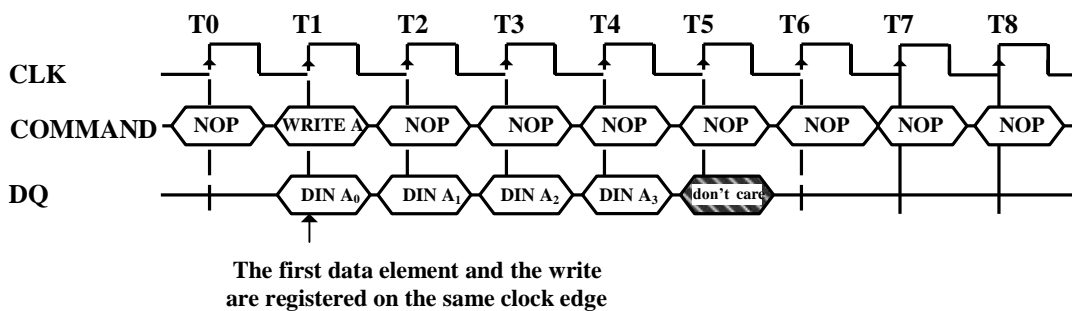 T0 T1 T2 T3 T4 T5 T6 T7 T8
CLK
COMMAND NOP WRITE A NOP NOP NOP NOP NOP NOP NOP
DQ DIN A₀ DIN A₁ DIN A₂ DIN A₃ don't care
The first data element and the write
are registered on the same clock edge